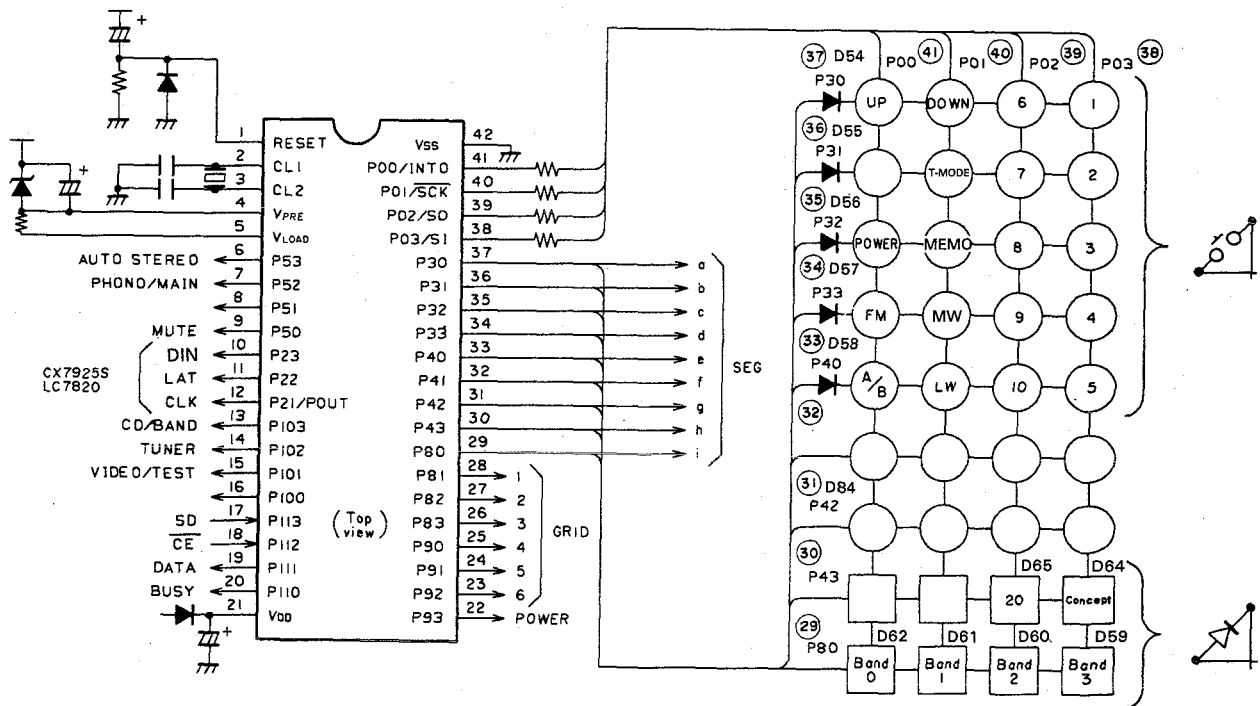 1 RESET
2 CL1
3 CL2
4 VPRE
5 VLOAD
AUTO STEREO 6 P53
PHONO/MAIN 7 P52
8 P51
MUTE 9 P50
CX7925S
LC7820
DIN 10 P23
LAT 11 P22
CLK 12 P21/POUT
CD/BAND 13 P103
TUNER 14 P102
VIDEO/TEST 15 P101
16 P100
SD 17 P113
CE 18 P112
DATA 19 P111
BUSY 20 P110
21 VDD
(Top view)
VSS 42
P00/INT0 41
P01/SCK 40
P02/S0 39
P03/S1 38
P30 37 a
P31 36 b
P32 35 c
P33 34 d
P40 33 e
P41 32 f
P42 31 g
P43 30 h
P80 29 i
SEG
P81 28 1
P82 27 2
P83 26 3
P90 25 4
P91 24 5
P92 23 6
GRID
P93 22 POWER
37 D54 P00 41 P01 40 P02 39 P03 38
P30 UP DOWN 6 1
36 D55
P31 T-MODE 7 2
35 D56
P32 POWER MEMO 8 3
34 D57
P33 FM MW 9 4
33 D58
P40 A/B LW 10 5
32
31 D84
P42
30 D65 D64
P43 20 Concept
29 D62 D61 D60 D59
P80 Band 0 Band 1 Band 2 Band 3
+
+
+